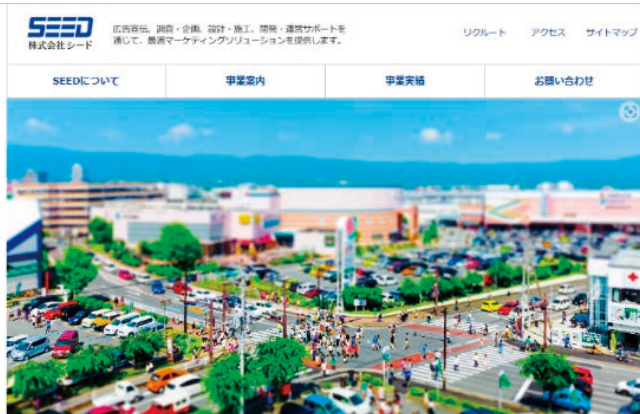 SEED
株式会社シード
広告宣伝、調査・企画、設計・施工、開発・運営サポートを
通じて、最適マーケティングソリューションを提供します。
リクルート アクセス サイトマップ
SEEDについて 事業案内 事業実績 お問い合わせ